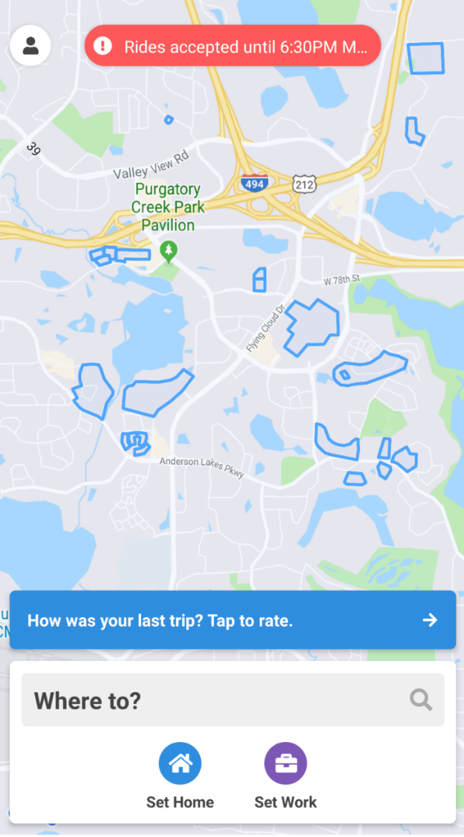 Rides accepted until 6:30PM M...
39
Valley View Rd
494
212
Purgatory
Creek Park
Pavilion
W 78th St
Flying Cloud Dr
Anderson Lakes Pkwy
How was your last trip? Tap to rate.
Where to?
Set Home
Set Work